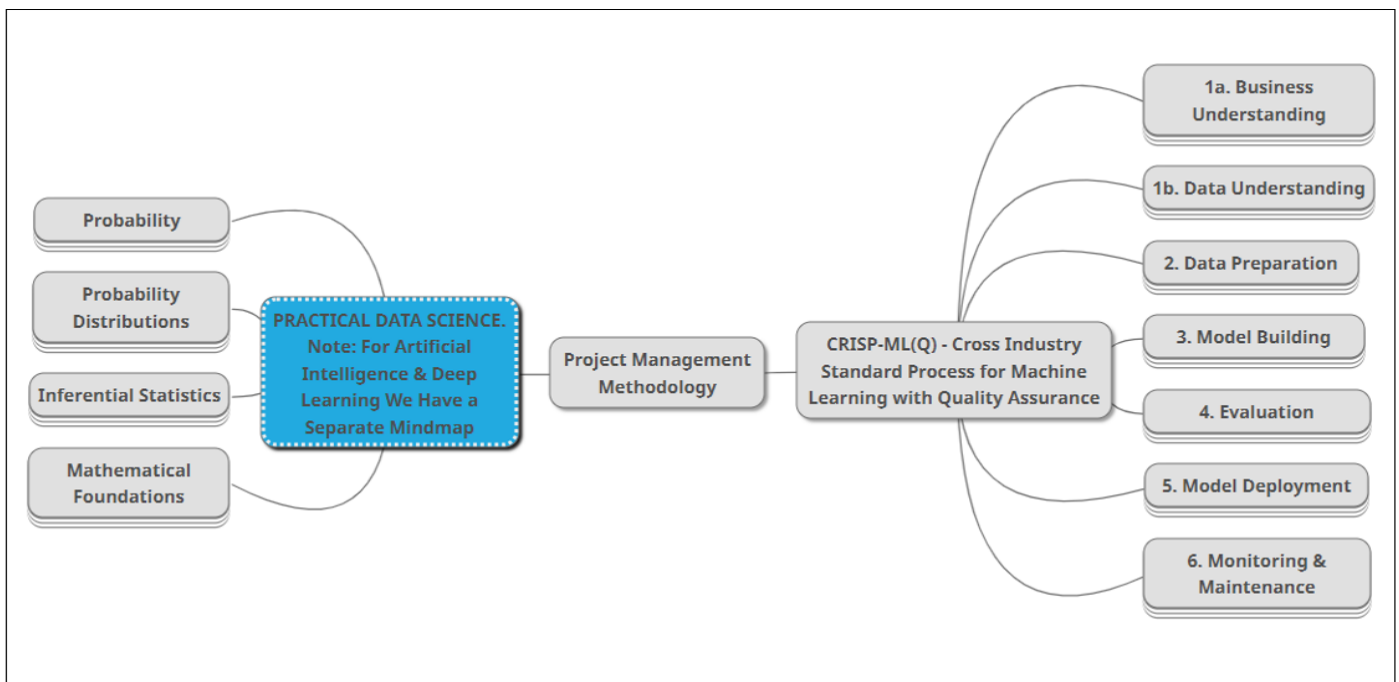 Probability
Probability
Distributions
Inferential Statistics
Mathematical
Foundations
PRACTICAL DATA SCIENCE.
Note: For Artificial
Intelligence & Deep
Learning We Have a
Separate Mindmap
Project Management
Methodology
CRISP-ML(Q) - Cross Industry
Standard Process for Machine
Learning with Quality Assurance
1a. Business
Understanding
1b. Data Understanding
2. Data Preparation
3. Model Building
4. Evaluation
5. Model Deployment
6. Monitoring &
Maintenance